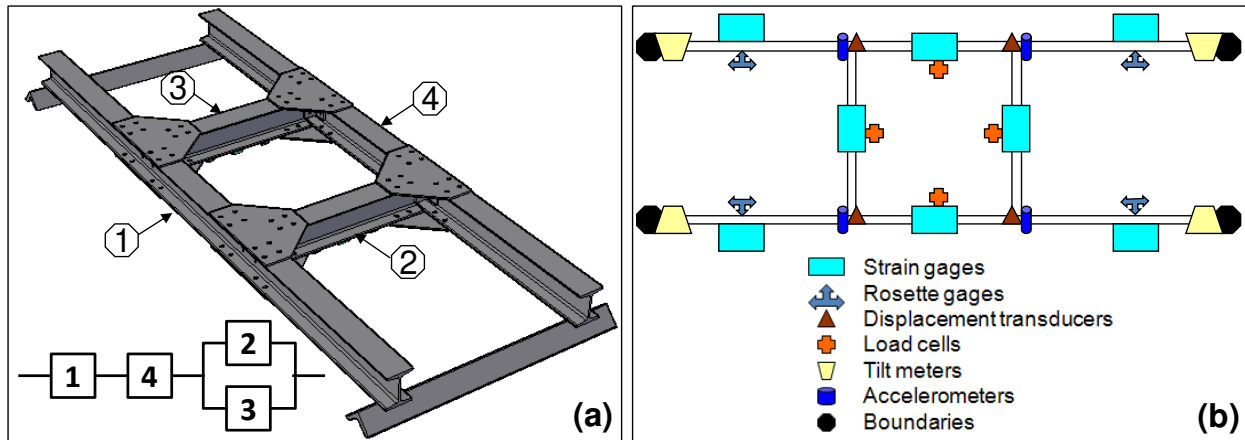 3
4
1
2
1
4
2
3
(a)
Strain gages
Rosette gages
Displacement transducers
Load cells
Tilt meters
Accelerometers
Boundaries
(b)